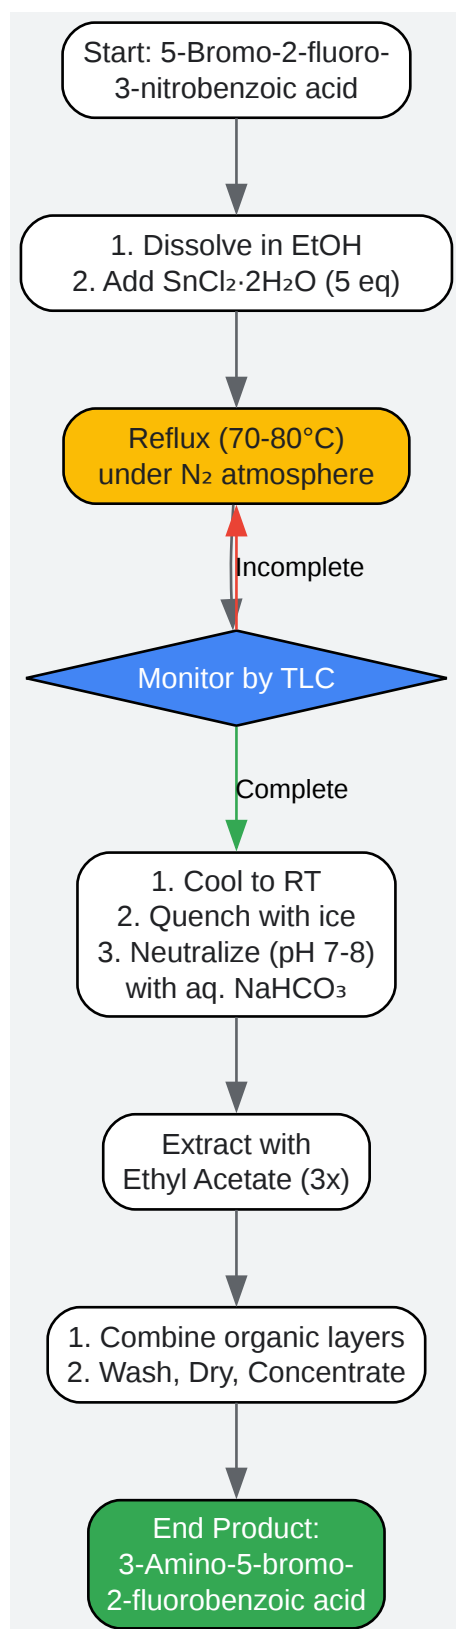 Start: 5-Bromo-2-fluoro-
3-nitrobenzoic acid
1. Dissolve in EtOH
2. Add SnCl₂·2H₂O (5 eq)
Reflux (70-80°C)
under N₂ atmosphere
Incomplete
Monitor by TLC
Complete
1. Cool to RT
2. Quench with ice
3. Neutralize (pH 7-8)
with aq. NaHCO₃
Extract with
Ethyl Acetate (3x)
1. Combine organic layers
2. Wash, Dry, Concentrate
End Product:
3-Amino-5-bromo-
2-fluorobenzoic acid